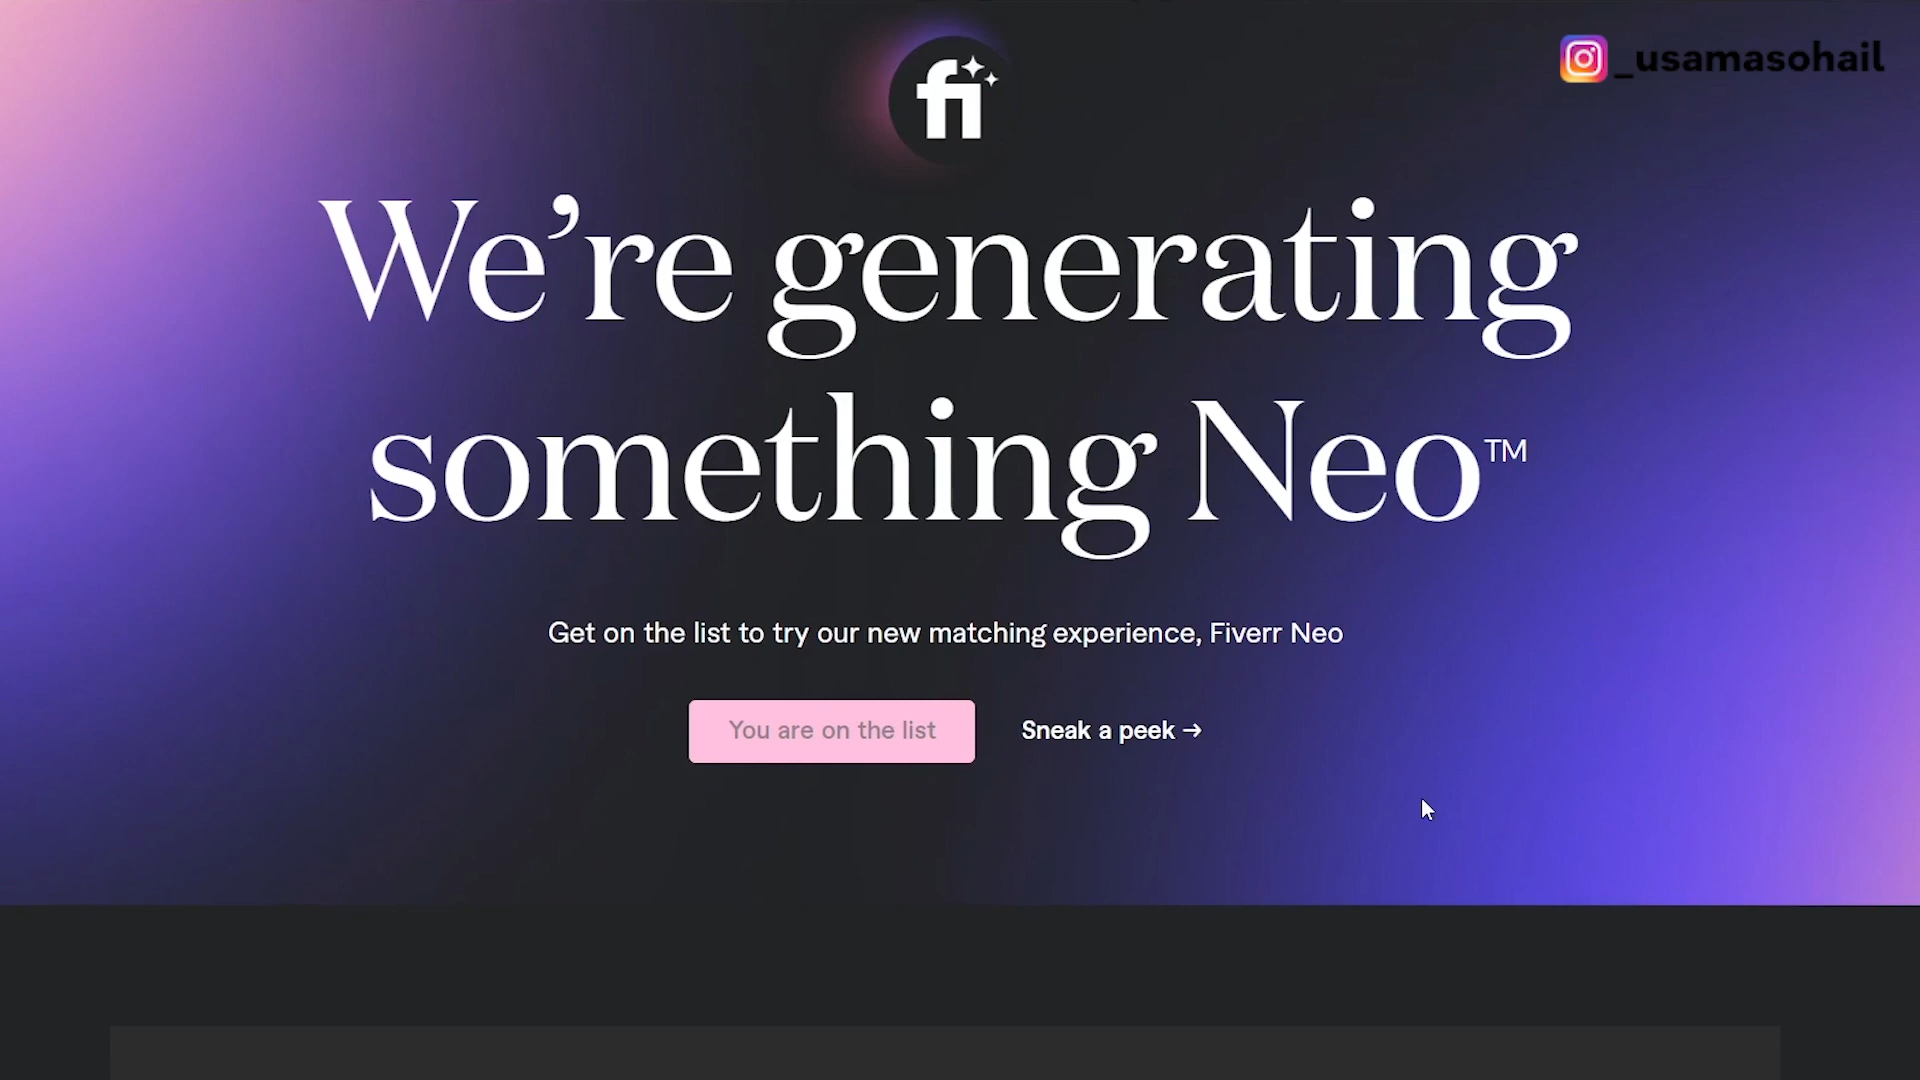 fi
_usamasohail
We’re generating
something Neo™
Get on the list to try our new matching experience, Fiverr Neo
You are on the list
Sneak a peek →